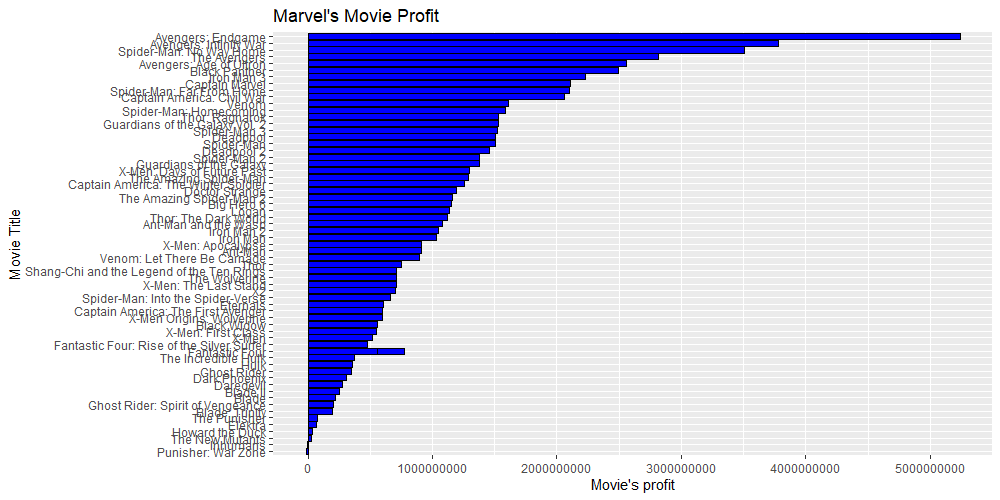 Marvel's Movie Profit
Movie Title
Avengers: Endgame
Avengers: Infinity War
Spider-Man: No Way Home
The Avengers
Avengers: Age of Ultron
Black Panther
Iron Man 3
Captain Marvel
Spider-Man: Far From Home
Captain America: Civil War
Venom
Spider-Man: Homecoming
Thor: Ragnarok
Guardians of the Galaxy Vol. 2
Spider-Man 3
Deadpool
Spider-Man
Deadpool 2
Spider-Man 2
Guardians of the Galaxy
X-Men: Days of Future Past
The Amazing Spider-Man
Captain America: The Winter Soldier
Doctor Strange
The Amazing Spider-Man 2
Big Hero 6
Logan
Thor: The Dark World
Ant-Man and the Wasp
Iron Man 2
Iron Man
X-Men: Apocalypse
Ant-Man
Venom: Let There Be Carnage
Thor
Shang-Chi and the Legend of the Ten Rings
The Wolverine
X-Men: The Last Stand
X2
Spider-Man: Into the Spider-Verse
Eternals
Captain America: The First Avenger
X-Men Origins: Wolverine
Black Widow
X-Men: First Class
X-Men
Fantastic Four: Rise of the Silver Surfer
Fantastic Four
The Incredible Hulk
Hulk
Ghost Rider
Dark Phoenix
Daredevil
Blade II
Blade
Ghost Rider: Spirit of Vengeance
Blade: Trinity
The Punisher
Elektra
Howard the Duck
The New Mutants
Inhumans
Punisher: War Zone
0 1000000000 2000000000 3000000000 4000000000 5000000000
Movie's profit